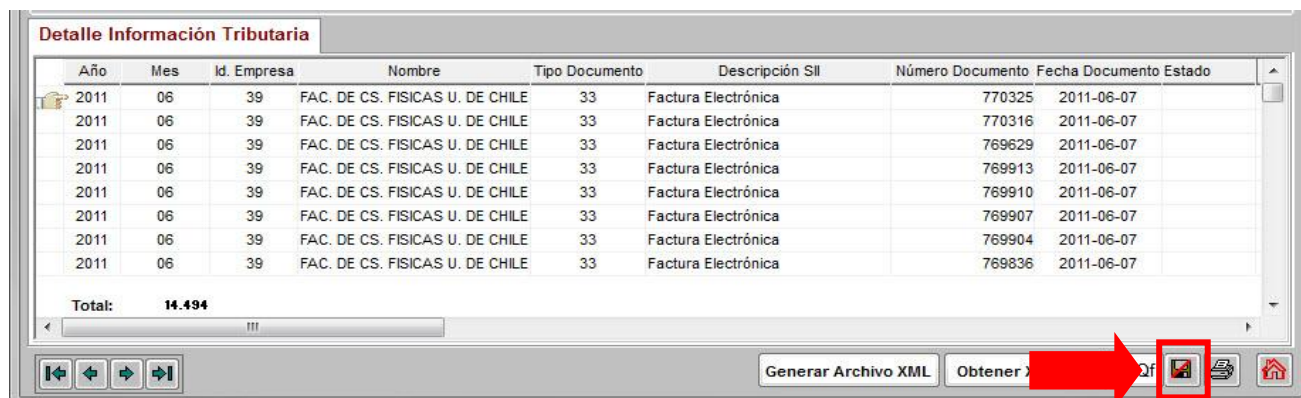 Detalle Información Tributaria
Año Mes Id. Empresa Nombre Tipo Documento Descripción SII Número Documento Fecha Documento Estado
2011 06 39 FAC. DE CS. FISICAS U. DE CHILE 33 Factura Electrónica 770325 2011-06-07
2011 06 39 FAC. DE CS. FISICAS U. DE CHILE 33 Factura Electrónica 770316 2011-06-07
2011 06 39 FAC. DE CS. FISICAS U. DE CHILE 33 Factura Electrónica 769629 2011-06-07
2011 06 39 FAC. DE CS. FISICAS U. DE CHILE 33 Factura Electrónica 769913 2011-06-07
2011 06 39 FAC. DE CS. FISICAS U. DE CHILE 33 Factura Electrónica 769910 2011-06-07
2011 06 39 FAC. DE CS. FISICAS U. DE CHILE 33 Factura Electrónica 769907 2011-06-07
2011 06 39 FAC. DE CS. FISICAS U. DE CHILE 33 Factura Electrónica 769904 2011-06-07
2011 06 39 FAC. DE CS. FISICAS U. DE CHILE 33 Factura Electrónica 769836 2011-06-07
Total: 14.494
Generar Archivo XML Obtener